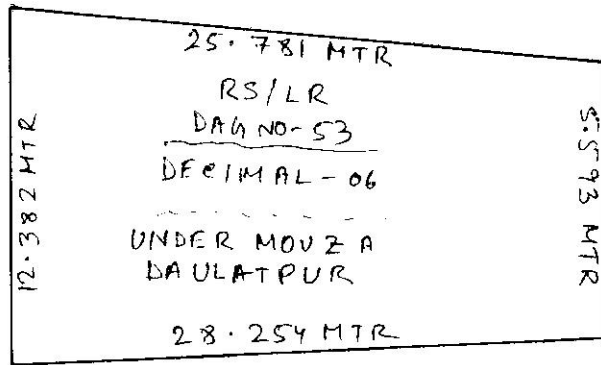 25.781 MTR
RS/LR
DAG NO-53
DECIMAL-06
12.382 MTR
5.593 MTR
UNDER MOUZA
DAULATPUR
28.254 MTR